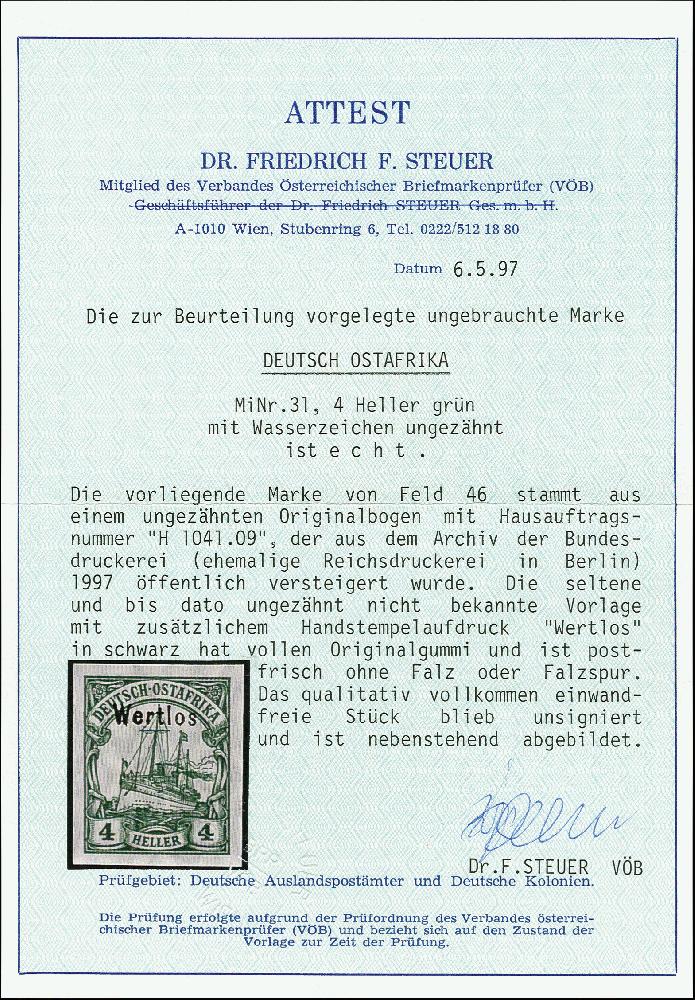 ATTEST
DR. FRIEDRICH F. STEUER
Mitglied des Verbandes Österreichischer Briefmarkenprüfer (VÖB)
-Geschäftsführer der Dr. Friedrich STEUER Ges. m. b. H.
A-1010 Wien, Stubenring 6, Tel. 0222/512 18 80
Datum 6.5.97
Die zur Beurteilung vorgelegte ungebrauchte Marke
DEUTSCH OSTAFRIKA
MiNr.31, 4 Heller grün
mit Wasserzeichen ungezähnt
ist e c h t .
Die vorliegende Marke von Feld 46 stammt aus
einem ungezähnten Originalbogen mit Hausauftrags-
nummer "H 1041.09", der aus dem Archiv der Bundes-
druckerei (ehemalige Reichsdruckerei in Berlin)
1997 öffentlich versteigert wurde. Die seltene
und bis dato ungezähnt nicht bekannte Vorlage
mit zusätzlichem Handstempelaufdruck "Wertlos"
in schwarz hat vollen Originalgummi und ist post-
frisch ohne Falz oder Falzspur.
Das qualitativ vollkommen einwand-
freie Stück blieb unsigniert
und ist nebenstehend abgebildet.
DEUTSCH-OSTAFRIKA
Wertlos
4 HELLER 4
Dr.F.STEUER VÖB
Prüfgebiet: Deutsche Auslandspostämter und Deutsche Kolonien.
Die Prüfung erfolgte aufgrund der Prüfordnung des Verbandes österrei-
chischer Briefmarkenprüfer (VÖB) und bezieht sich auf den Zustand der
Vorlage zur Zeit der Prüfung.